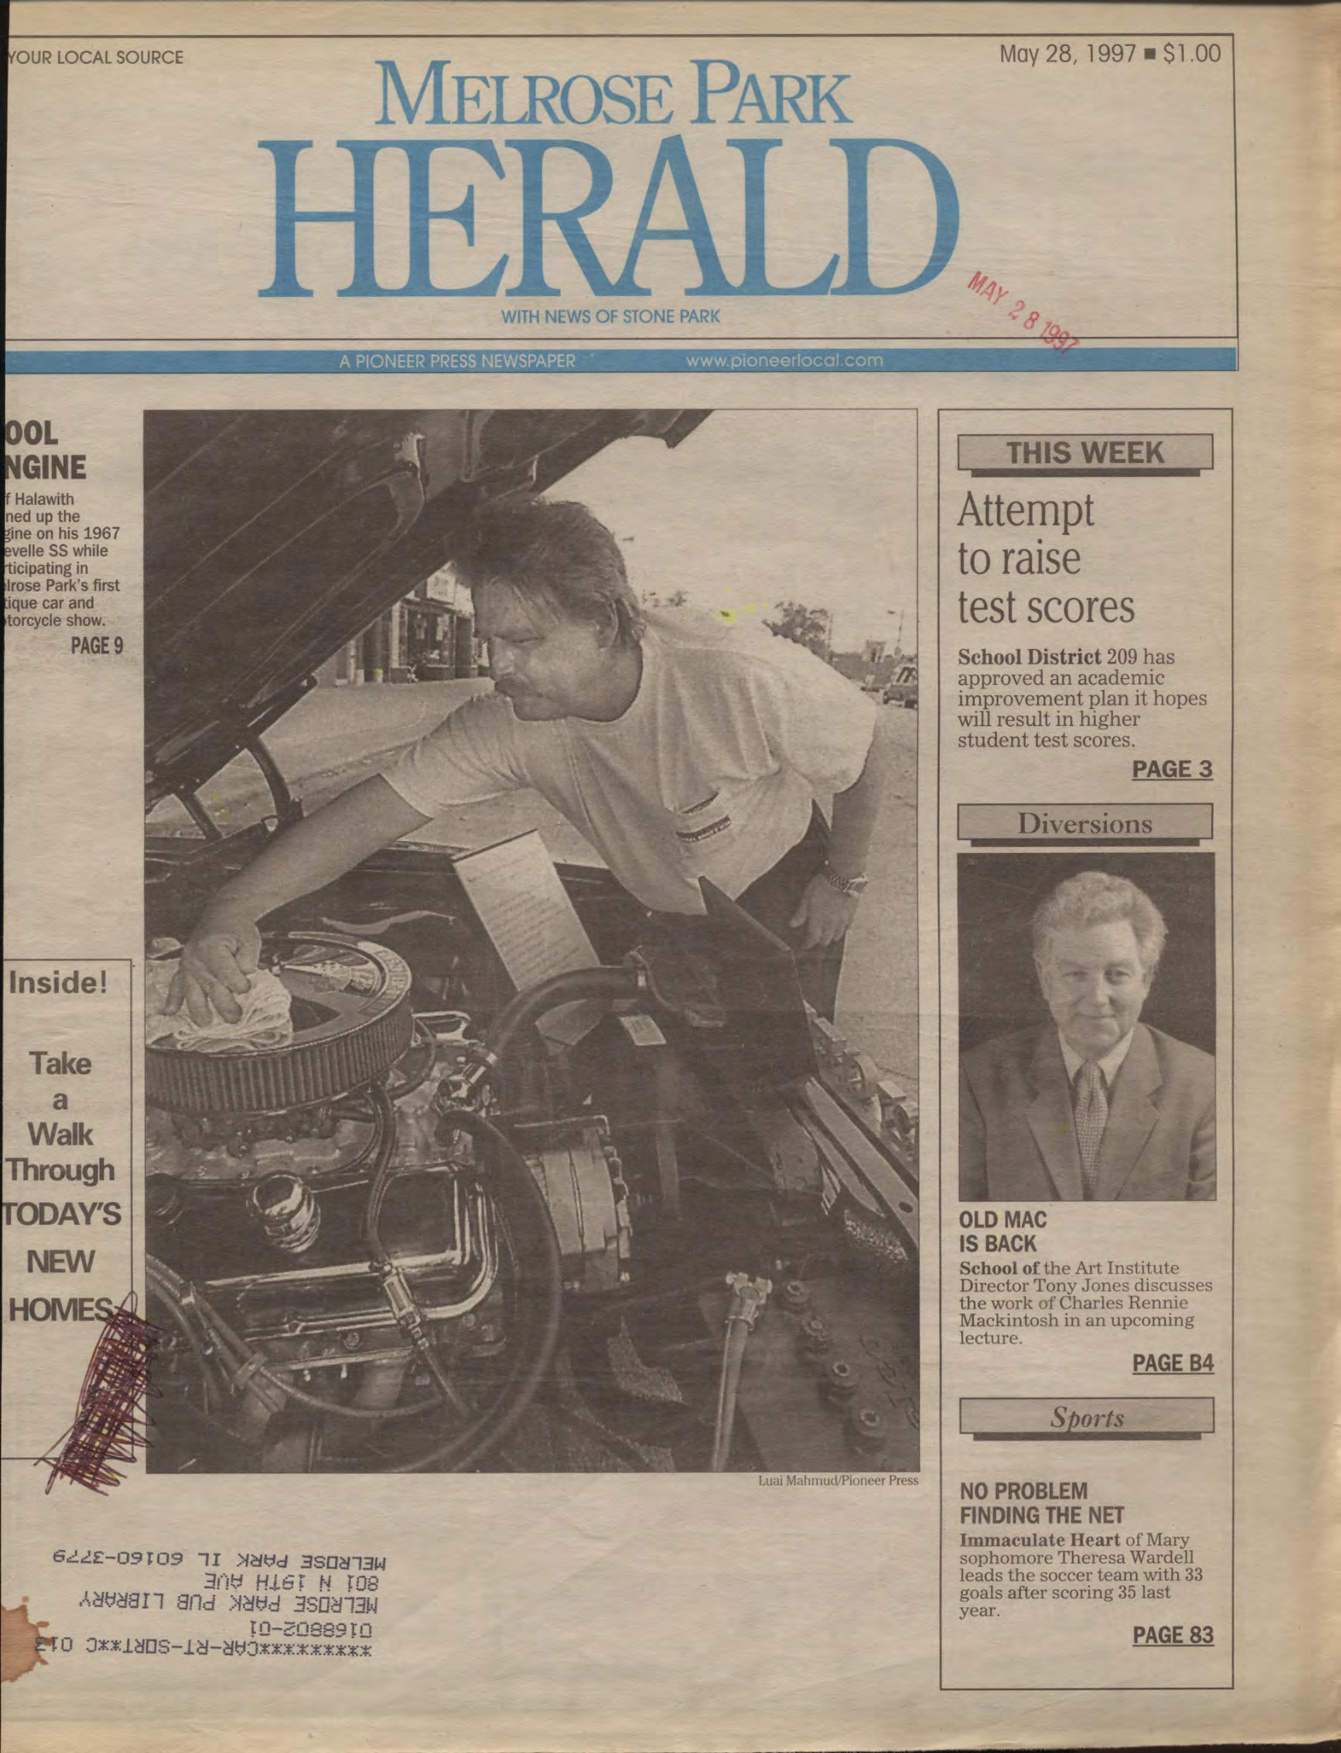 YOUR LOCAL SOURCE
May 28, 1997 ■ $1.00
MELROSE PARK
HERALD
WITH NEWS OF STONE PARK
MAY 28 1997
A PIONEER PRESS NEWSPAPER
www.pioneerlocal.com
OOL
NGINE
f Halawith
ned up the
gine on his 1967
evelle SS while
rticipating in
lrose Park's first
tique car and
otorcycle show.
PAGE 9
Inside!
Take
a
Walk
Through
TODAY'S
NEW
HOMES
Luai Mahmud/Pioneer Press
THIS WEEK
Attempt
to raise
test scores
School District 209 has
approved an academic
improvement plan it hopes
will result in higher
student test scores.
PAGE 3
Diversions
OLD MAC
IS BACK
School of the Art Institute
Director Tony Jones discusses
the work of Charles Rennie
Mackintosh in an upcoming
lecture.
PAGE B4
Sports
NO PROBLEM
FINDING THE NET
Immaculate Heart of Mary
sophomore Theresa Wardell
leads the soccer team with 33
goals after scoring 35 last
year.
PAGE 83
**********CAR-RT-SORT**C 013
0168802-01
MELROSE PARK PUB LIBRARY
801 N 19TH AVE
MELROSE PARK IL 60160-3779